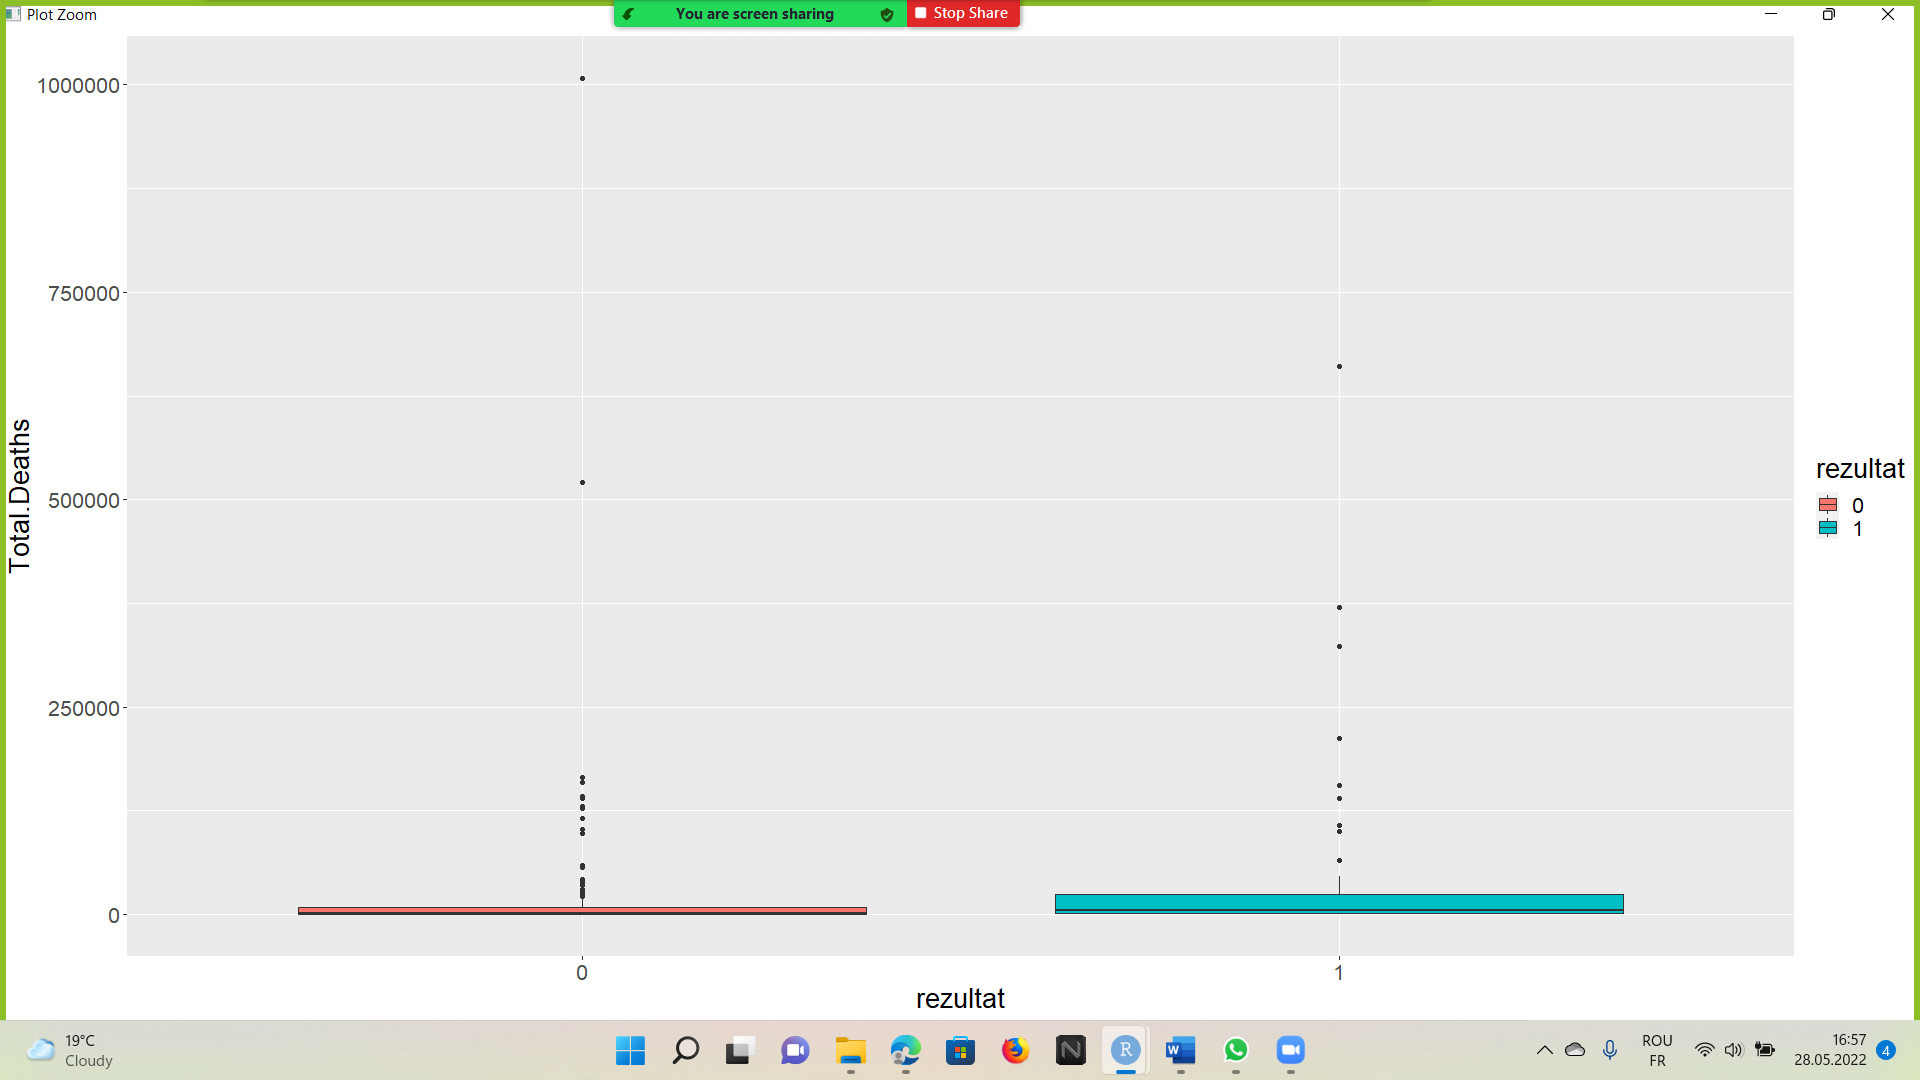 Plot Zoom
You are screen sharing
Stop Share
1000000
750000
500000
250000
0
Total.Deaths
0
1
rezultat
rezultat
0
1
19°C
Cloudy
N
R
W
ROU
FR
16:57
28.05.2022
4